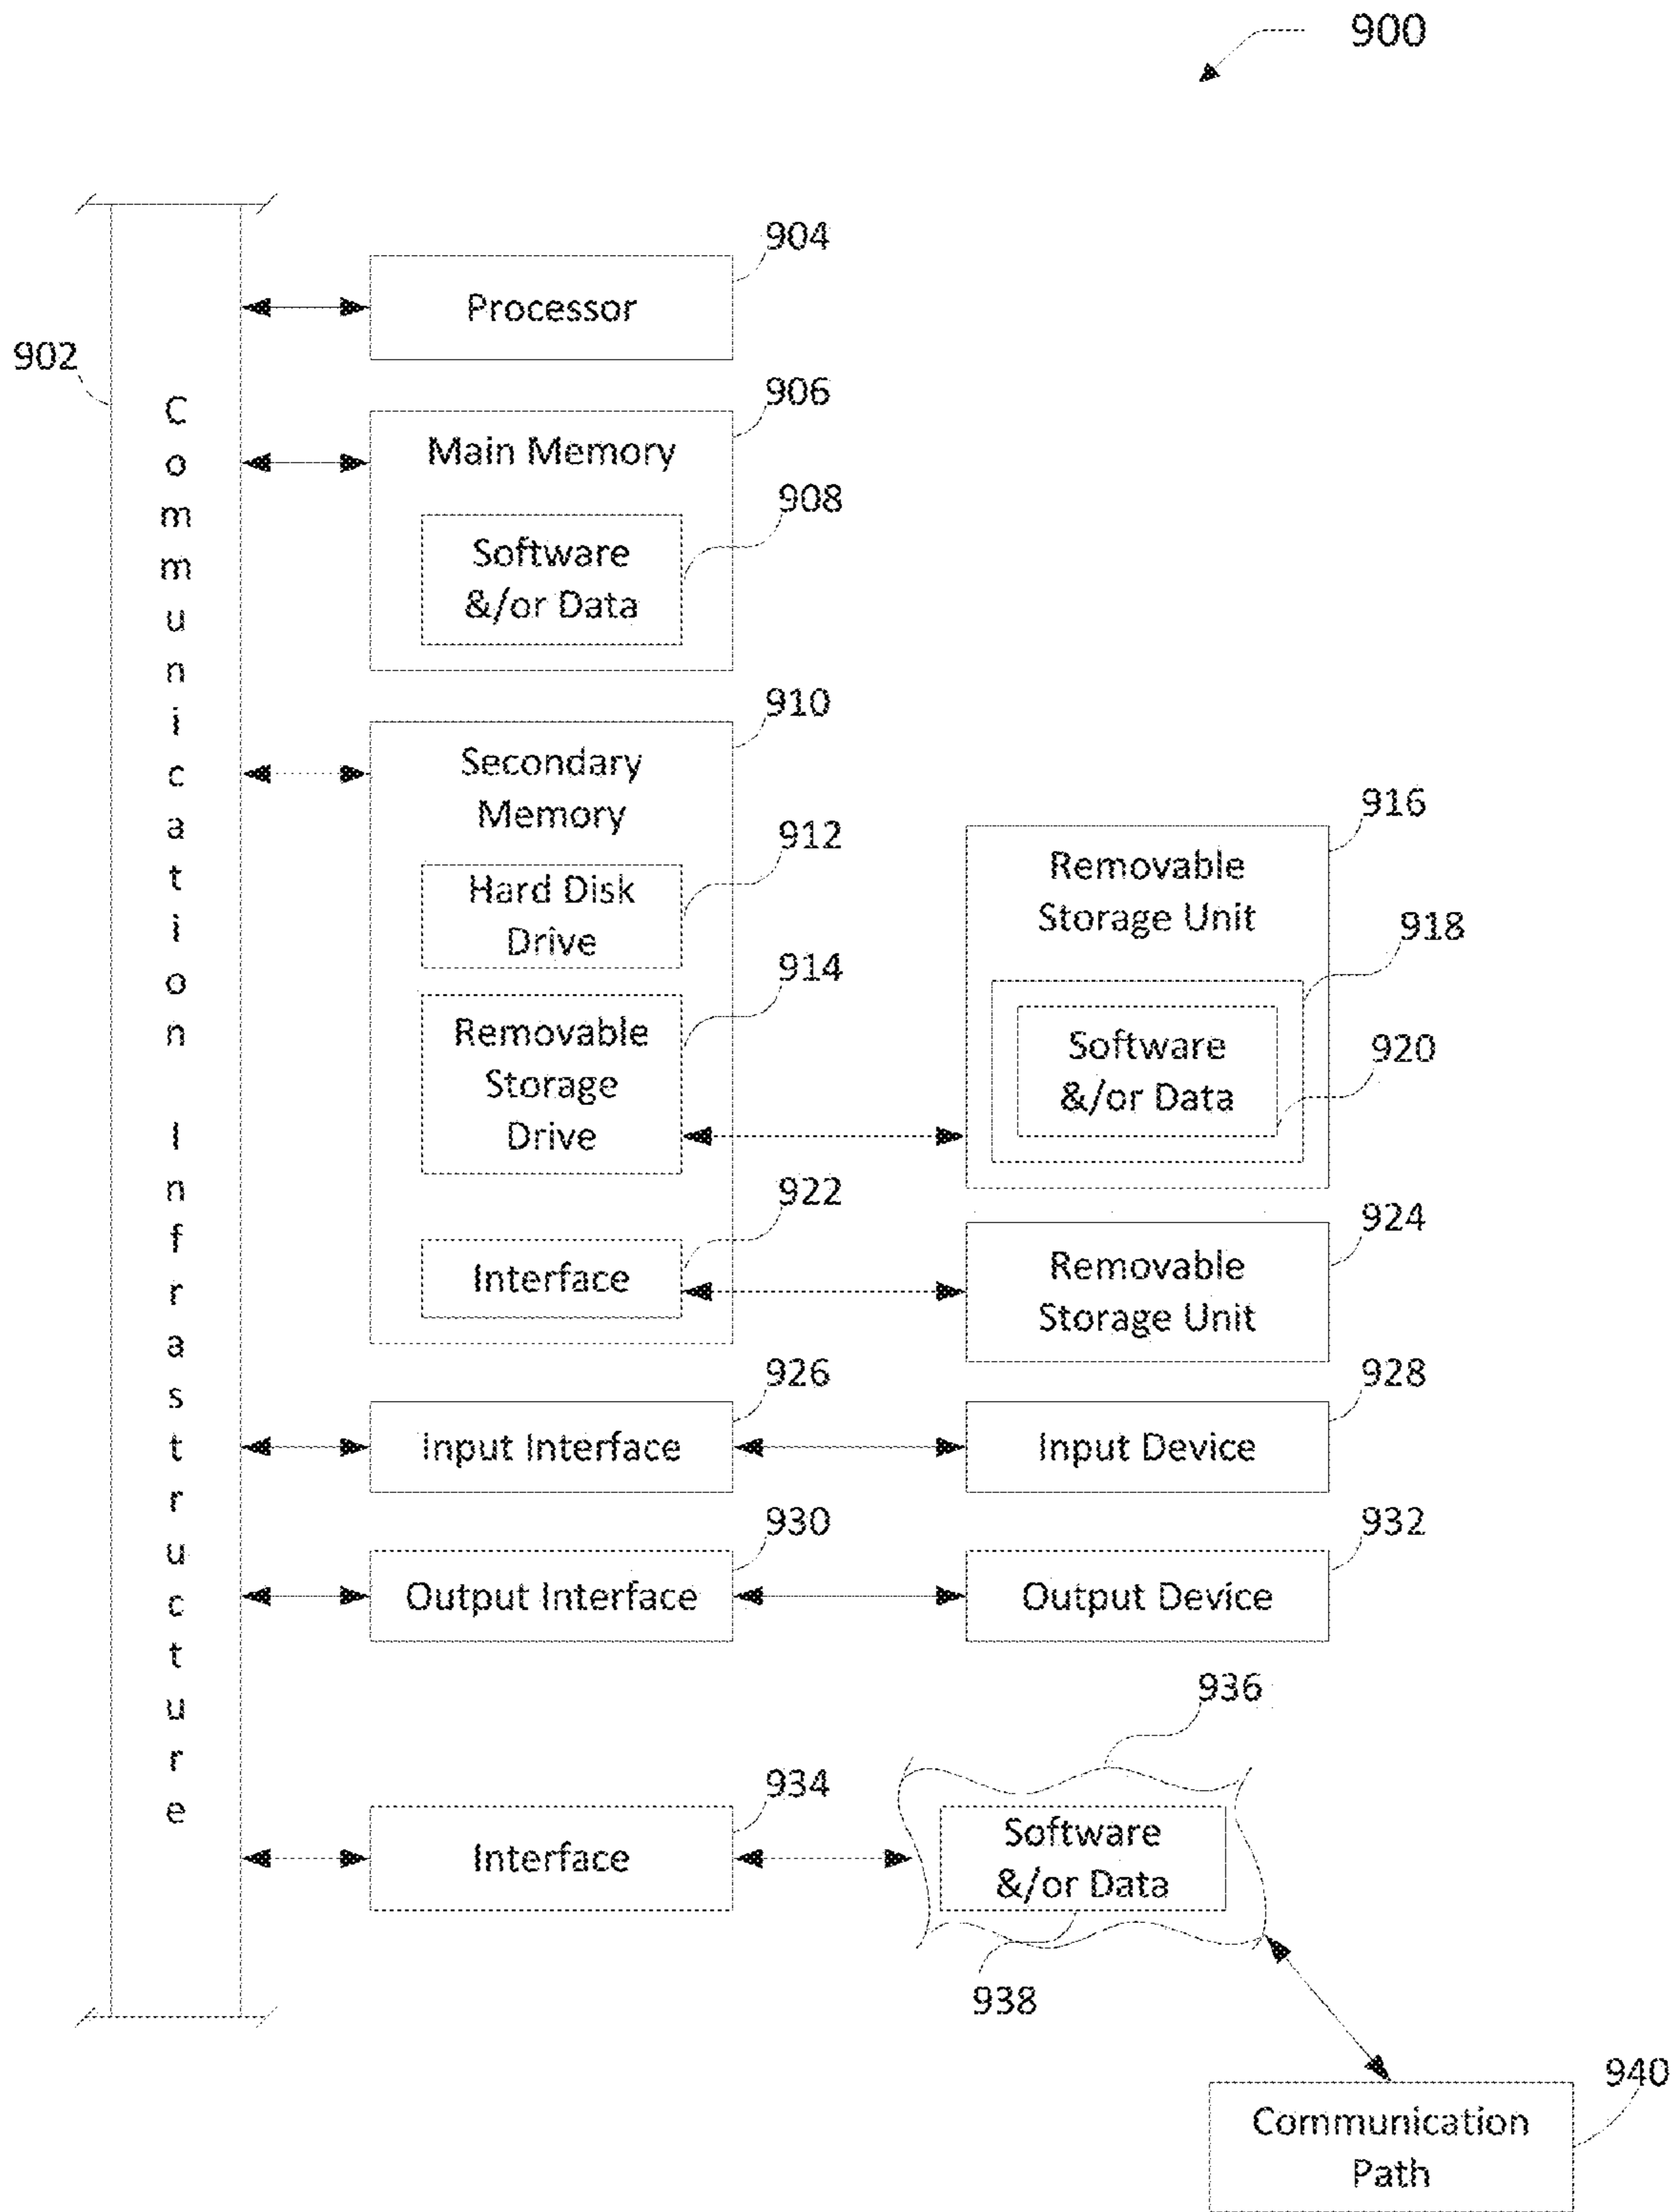 900
904
Processor
902
Communication Infrastructure
906
Main Memory
908
Software
&/or Data
910
Secondary
Memory
912
Hard Disk
Drive
914
Removable
Storage
Drive
916
Removable
Storage Unit
918
Software
&/or Data
920
922
Interface
924
Removable
Storage Unit
926
Input Interface
928
Input Device
930
Output Interface
932
Output Device
934
Interface
936
Software
&/or Data
938
940
Communication
Path